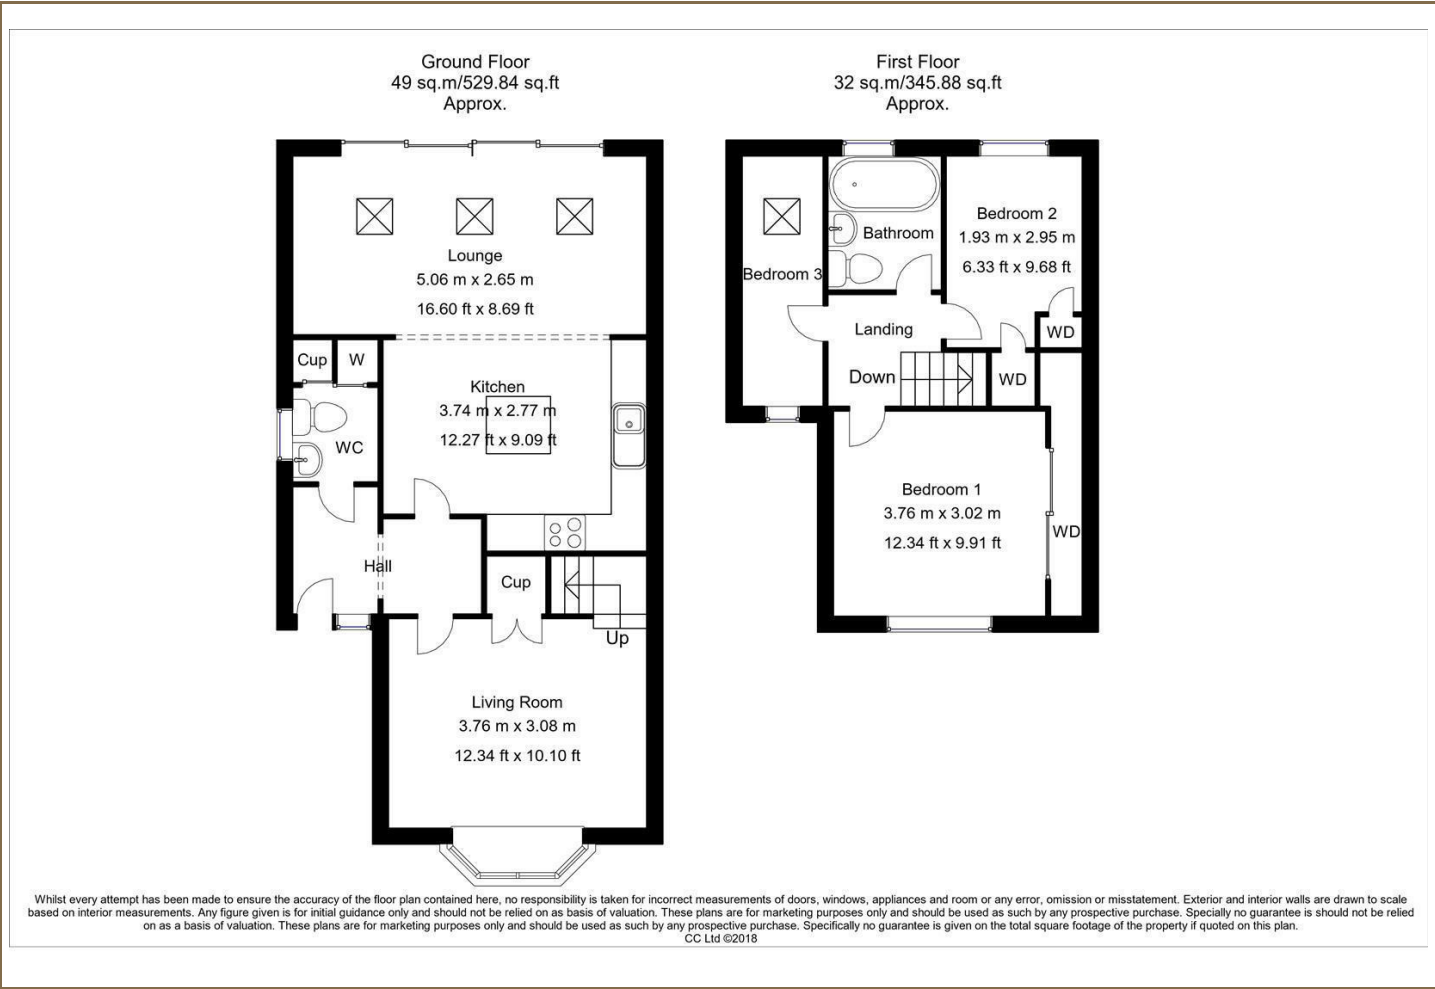 Ground Floor
49 sq.m/529.84 sq.ft
Approx.
First Floor
32 sq.m/345.88 sq.ft
Approx.
Lounge
5.06 m x 2.65 m
16.60 ft x 8.69 ft
Cup
W
Kitchen
3.74 m x 2.77 m
12.27 ft x 9.09 ft
WC
Hall
Cup
Up
Living Room
3.76 m x 3.08 m
12.34 ft x 10.10 ft
Bedroom 2
1.93 m x 2.95 m
6.33 ft x 9.68 ft
Bathroom
Bedroom 3
Landing
WD
Down
WD
Bedroom 1
3.76 m x 3.02 m
12.34 ft x 9.91 ft
WD
Whilst every attempt has been made to ensure the accuracy of the floor plan contained here, no responsibility is taken for incorrect measurements of doors, windows, appliances and room or any error, omission or misstatement. Exterior and interior walls are drawn to scale
based on interior measurements. Any figure given is for initial guidance only and should not be relied on as basis of valuation. These plans are for marketing purposes only and should be used as such by any prospective purchase. Specially no guarantee is should not be relied
on as a basis of valuation. These plans are for marketing purposes only and should be used as such by any prospective purchase. Specifically no guarantee is given on the total square footage of the property if quoted on this plan.
CC Ltd ©2018